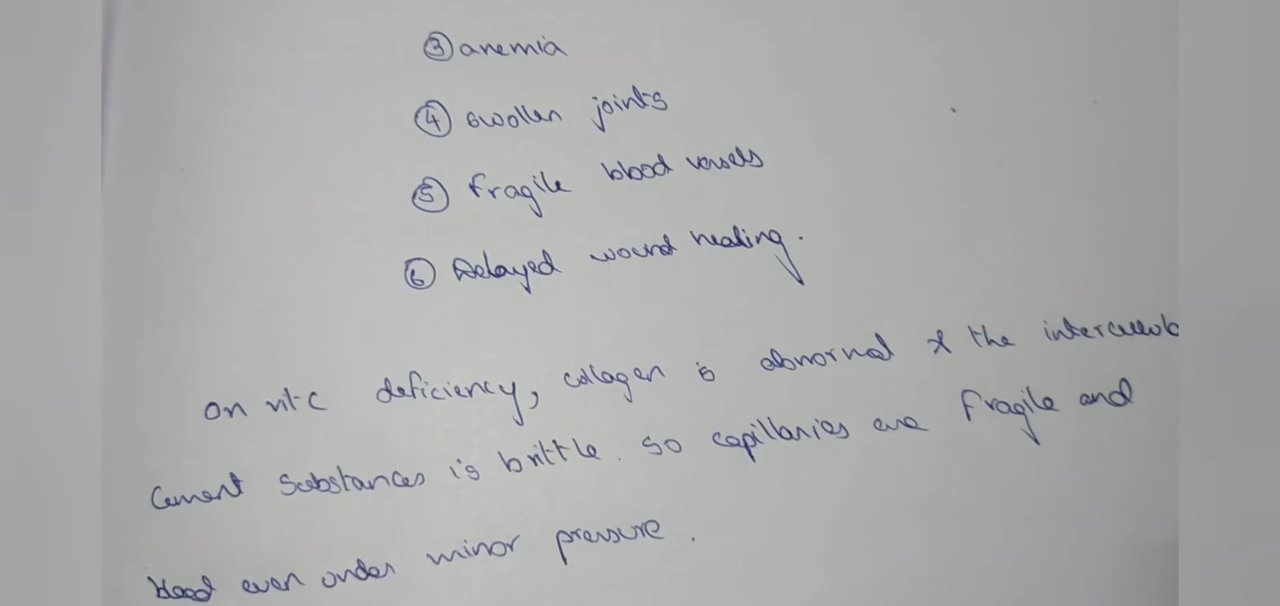 ③ anemia
④ swollen joints
⑤ Fragile blood vessels
⑥ Delayed wound healing.
On vit-C deficiency, collagen is abnormal & the
Cement Substances is brittle. So capillaries are Fragile and
bleed even under minor pressure.